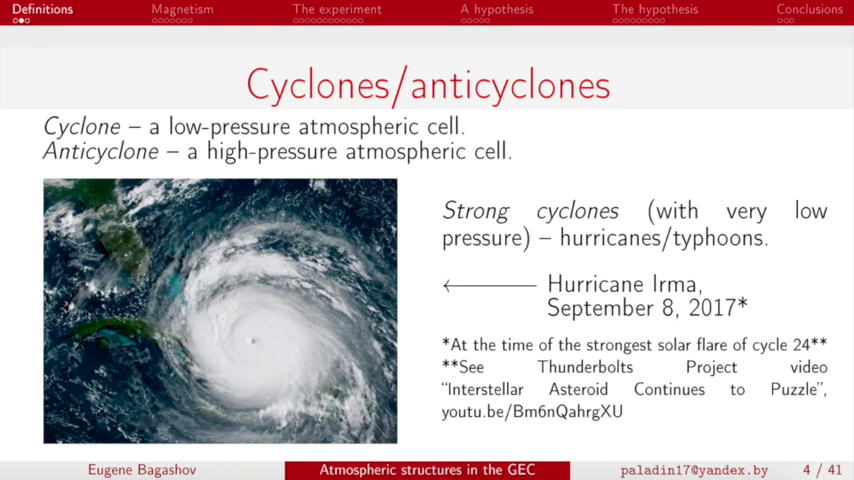 Definitions Magnetism The experiment A hypothesis The hypothesis Conclusions
Cyclones/anticyclones
Cyclone – a low-pressure atmospheric cell.
Anticyclone – a high-pressure atmospheric cell.
Strong cyclones (with very low
pressure) – hurricanes/typhoons.
Hurricane Irma,
September 8, 2017*
*At the time of the strongest solar flare of cycle 24**
**See Thunderbolts Project video
“Interstellar Asteroid Continues to Puzzle”,
youtu.be/Bm6nQahrgXU
Eugene Bagashov Atmospheric structures in the GEC paladin17@yandex.by 4 / 41